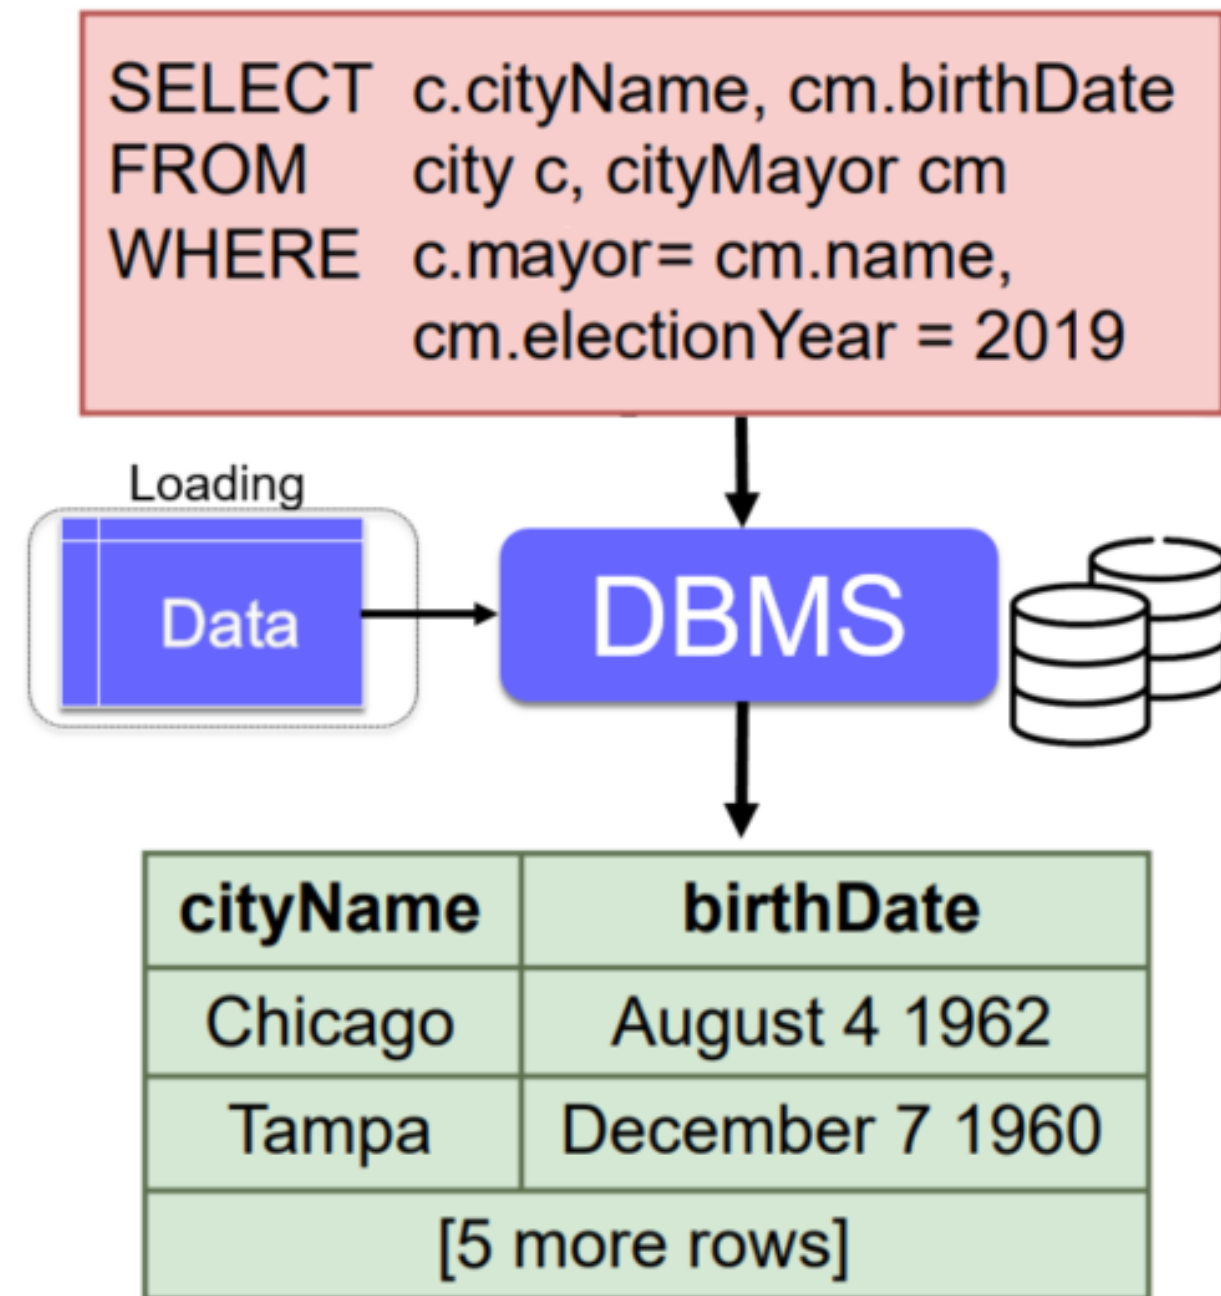 SELECT c.cityName, cm.birthDate
FROM city c, cityMayor cm
WHERE c.mayor= cm.name,
cm.electionYear = 2019
Loading
Data
DBMS
cityName birthDate
Chicago August 4 1962
Tampa December 7 1960
[5 more rows]